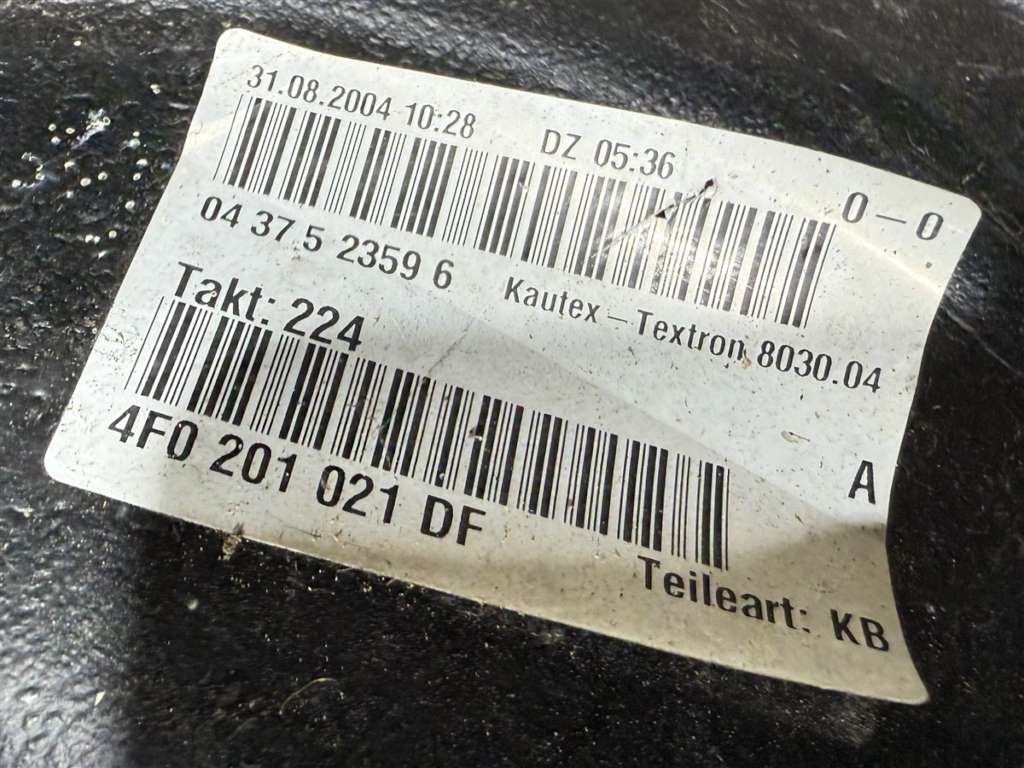 31.08.2004 10:28 DZ 05:36 0-0
04 37.5 2359 6 Kautex-Textron 8030.04
Takt: 224
A
4F0 201 021 DF
Teileart: KB